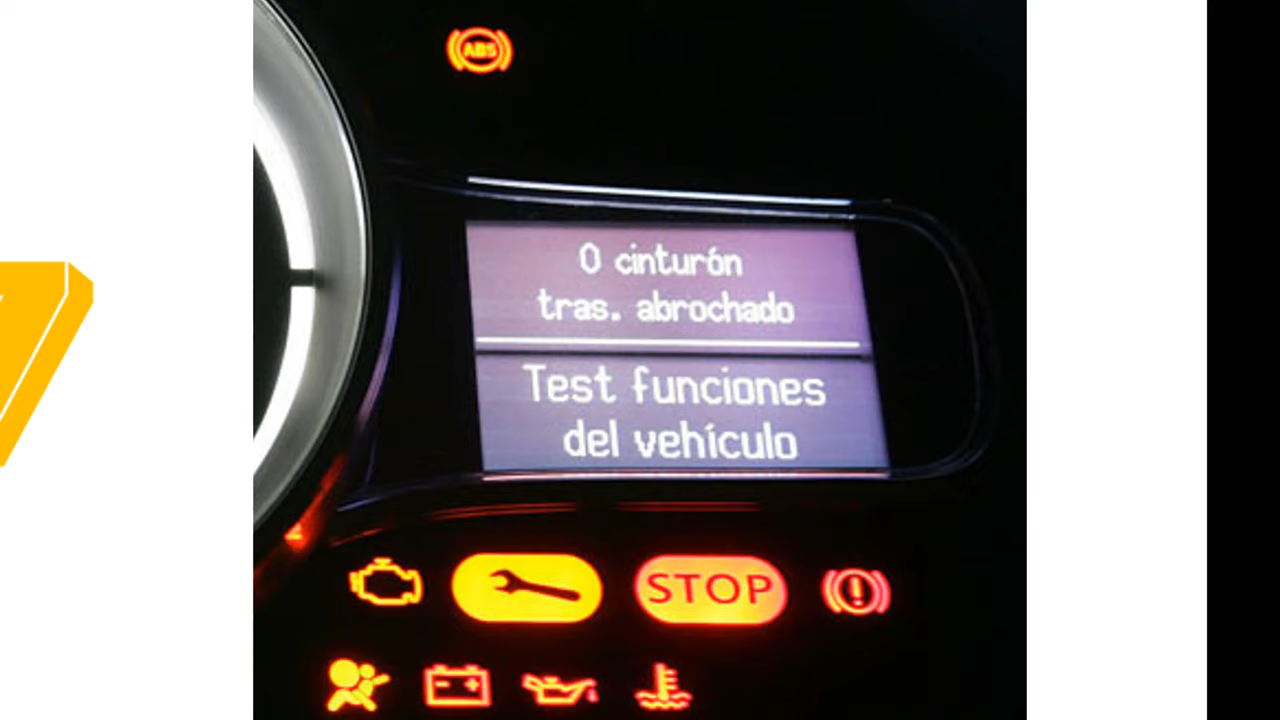 ABS
0 cinturón
tras. abrochado
Test funciones
del vehículo
STOP